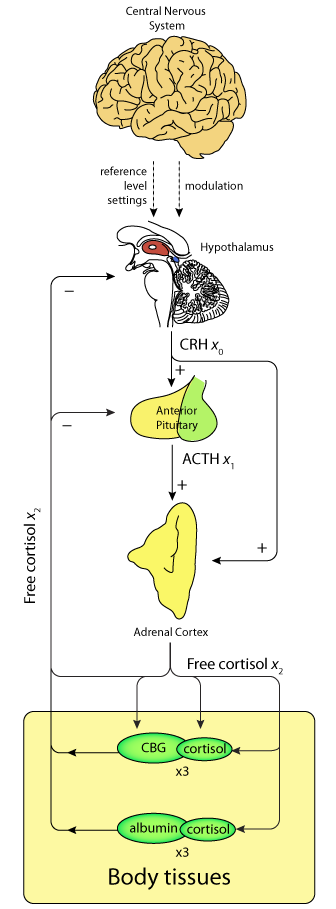 Central Nervous
System
reference
level
settings
modulation
Hypothalamus
CRH x₀
+
−
Anterior
Pituitary
−
ACTH x₁
+
+
Free cortisol x₂
Adrenal Cortex
Free cortisol x₂
CBG cortisol
x3
albumin cortisol
x3
Body tissues